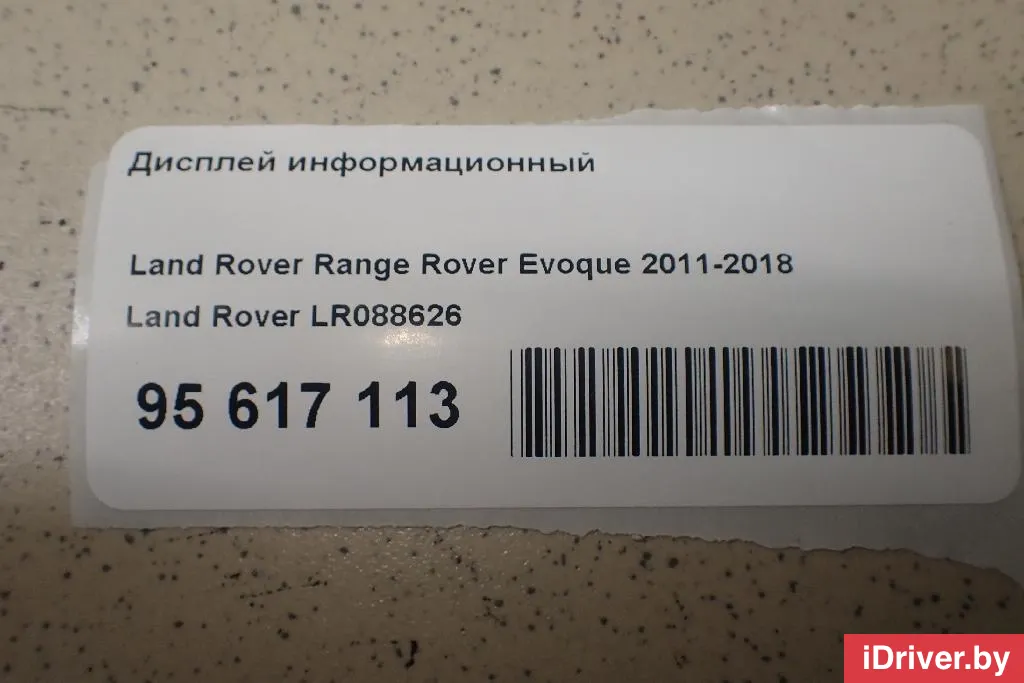 Дисплей информационный
Land Rover Range Rover Evoque 2011-2018
Land Rover LR088626
95 617 113
iDriver.by